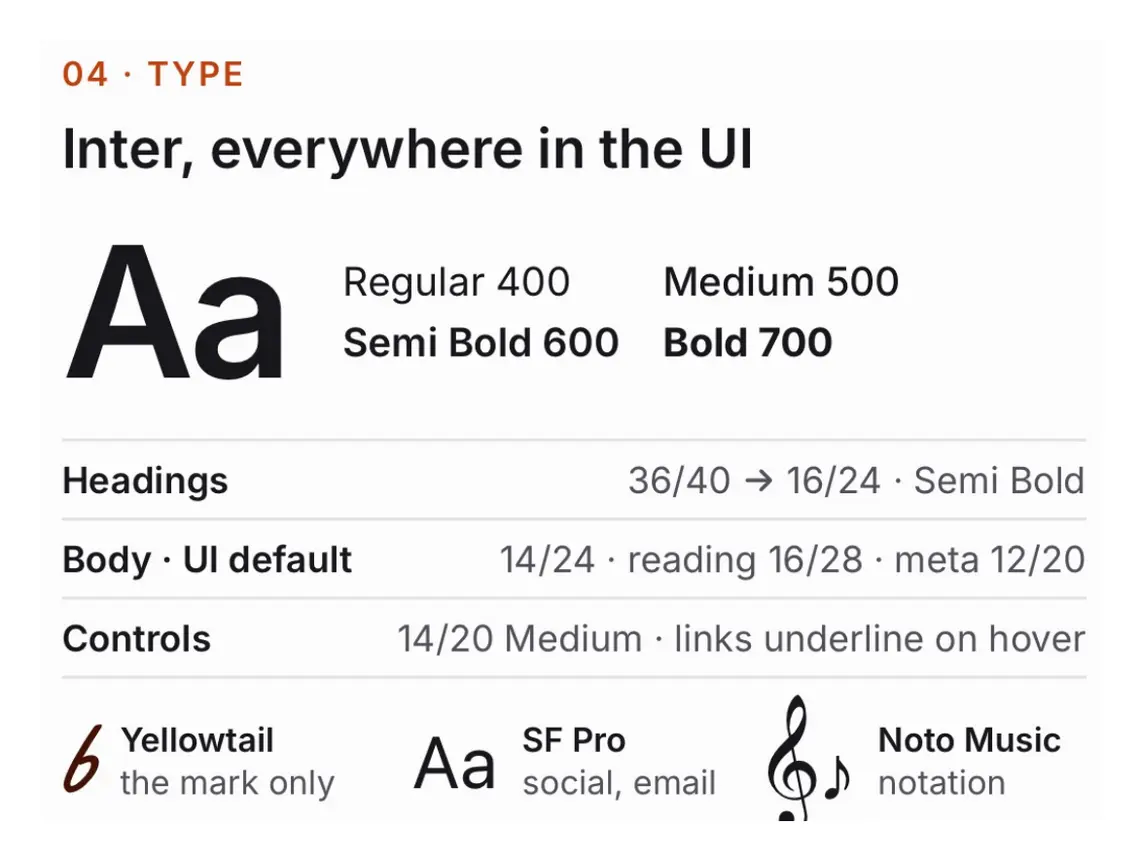 04 · TYPE
Inter, everywhere in the UI
Aa
Regular 400 Medium 500
Semi Bold 600 Bold 700
Headings 36/40 → 16/24 · Semi Bold
Body · UI default 14/24 · reading 16/28 · meta 12/20
Controls 14/20 Medium · links underline on hover
b Yellowtail
the mark only
Aa SF Pro
social, email
𝄞♪ Noto Music
notation